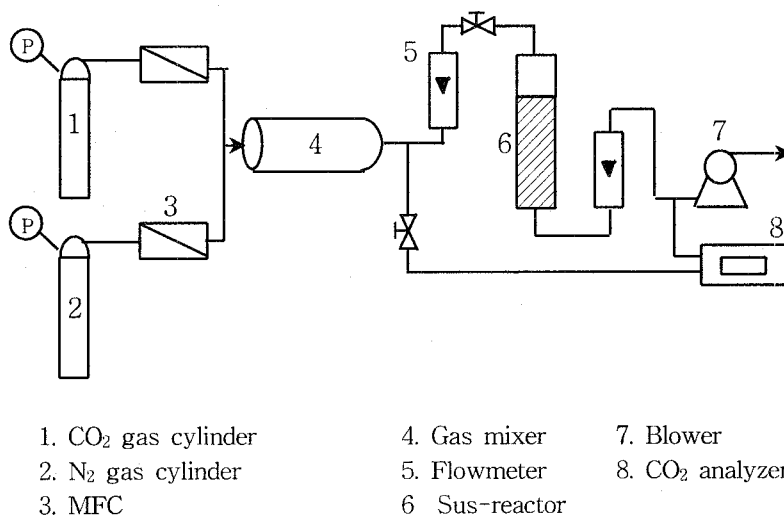 P
1
3
P
2
4
5
6
7
8
1. CO₂ gas cylinder
2. N₂ gas cylinder
3. MFC
4. Gas mixer
5. Flowmeter
6 Sus-reactor
7. Blower
8. CO₂ analyzer